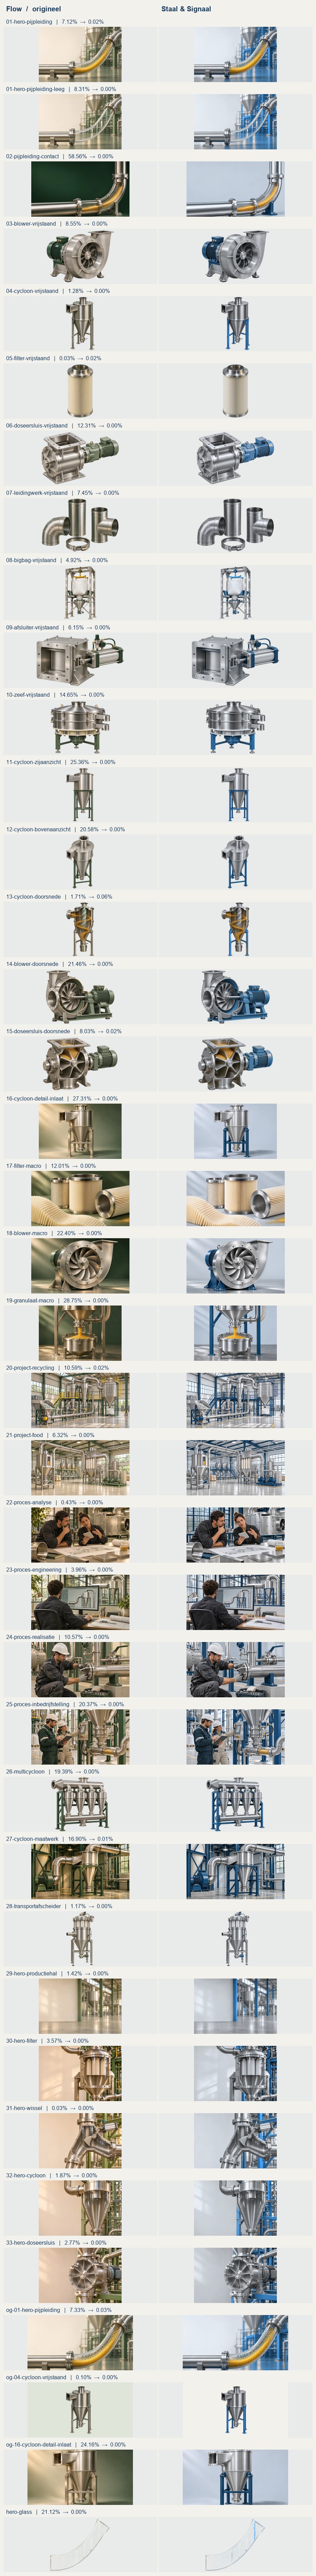 Flow / origineel
Staal & Signaal
01-hero-pijpleiding | 7.12% → 0.02%
01-hero-pijpleiding-leeg | 8.31% → 0.00%
02-pijpleiding-contact | 58.56% → 0.00%
03-blower-vrijstaand | 8.55% → 0.00%
04-cycloon-vrijstaand | 1.28% → 0.00%
05-filter-vrijstaand | 0.03% → 0.02%
06-doseersluis-vrijstaand | 12.31% → 0.00%
07-leidingwerk-vrijstaand | 7.45% → 0.00%
08-bigbag-vrijstaand | 4.92% → 0.00%
09-afsluiter-vrijstaand | 6.15% → 0.00%
10-zeef-vrijstaand | 14.65% → 0.00%
11-cycloon-zijaanzicht | 25.36% → 0.00%
12-cycloon-bovenaanzicht | 20.58% → 0.00%
13-cycloon-doorsnede | 1.71% → 0.06%
14-blower-doorsnede | 21.46% → 0.00%
15-doseersluis-doorsnede | 8.03% → 0.02%
16-cycloon-detail-inlaat | 27.31% → 0.00%
17-filter-macro | 12.01% → 0.00%
18-blower-macro | 22.40% → 0.00%
19-granulaat-macro | 28.75% → 0.00%
20-project-recycling | 10.59% → 0.02%
21-project-food | 6.32% → 0.00%
22-proces-analyse | 0.43% → 0.00%
23-proces-engineering | 3.96% → 0.00%
24-proces-realisatie | 10.57% → 0.00%
25-proces-inbedrijfstelling | 20.37% → 0.00%
26-multicycloon | 19.39% → 0.00%
27-cycloon-maatwerk | 16.90% → 0.01%
28-transportafscheider | 1.17% → 0.00%
29-hero-productiehal | 1.42% → 0.00%
30-hero-filter | 3.57% → 0.00%
31-hero-wissel | 0.03% → 0.00%
32-hero-cycloon | 1.87% → 0.00%
33-hero-doseersluis | 2.77% → 0.00%
og-01-hero-pijpleiding | 7.33% → 0.03%
og-04-cycloon-vrijstaand | 0.10% → 0.00%
og-16-cycloon-detail-inlaat | 24.16% → 0.00%
hero-glass | 21.12% → 0.00%